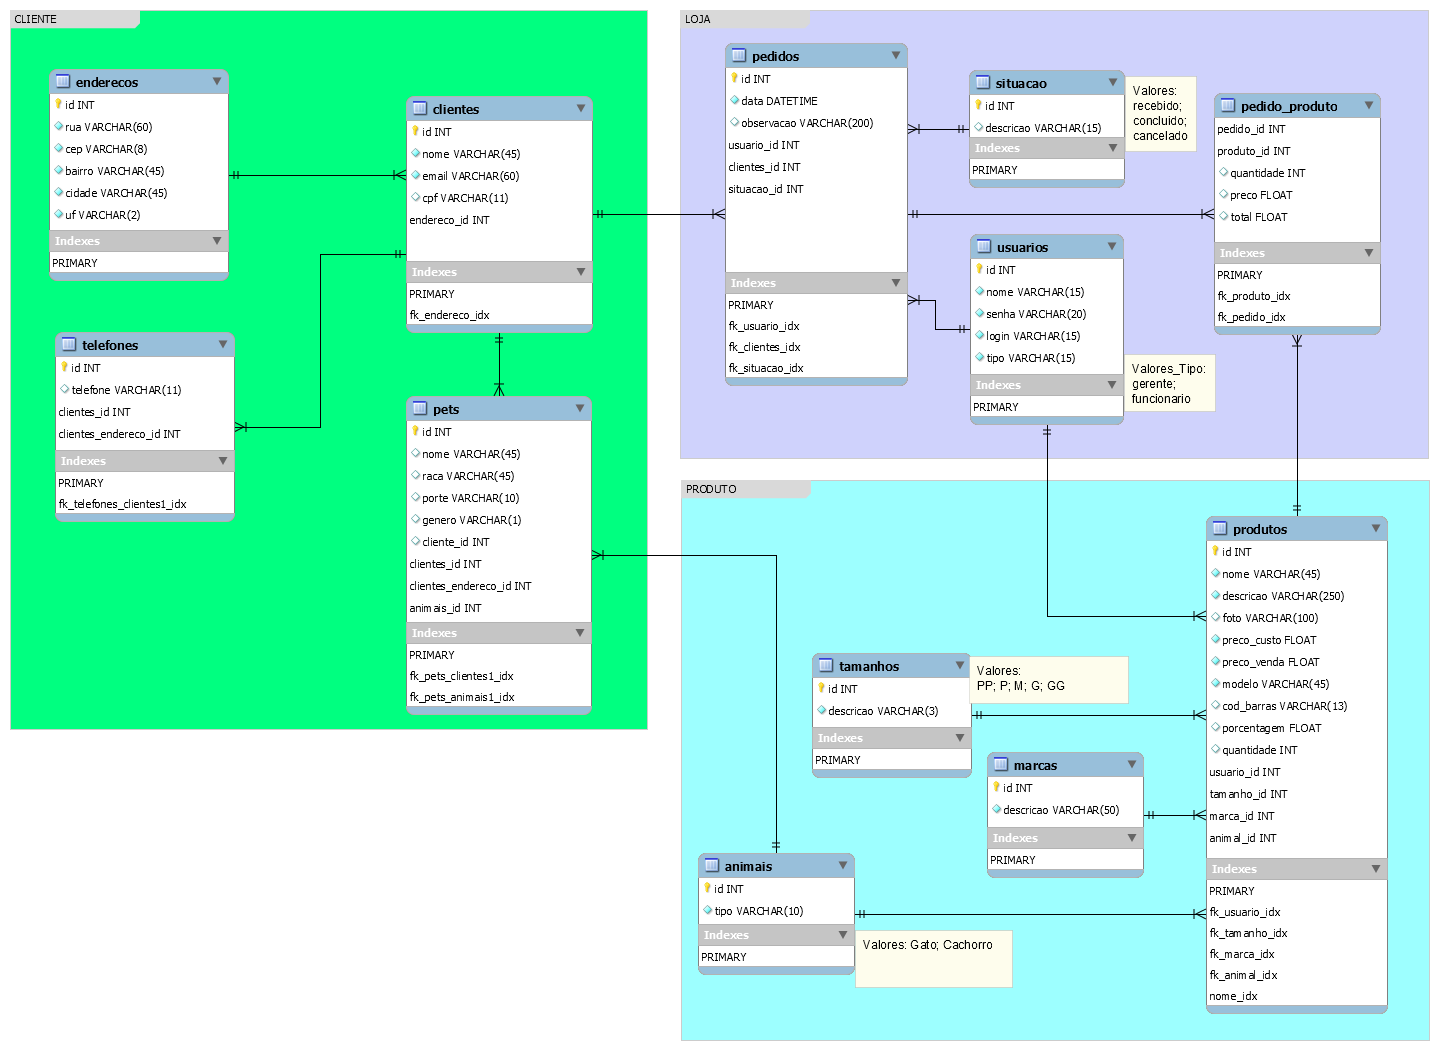 CLIENTE
enderecos
id INT
rua VARCHAR(60)
cep VARCHAR(8)
bairro VARCHAR(45)
cidade VARCHAR(45)
uf VARCHAR(2)
Indexes
PRIMARY
clientes
id INT
nome VARCHAR(45)
email VARCHAR(60)
cpf VARCHAR(11)
endereco_id INT
Indexes
PRIMARY
fk_endereco_idx
telefones
id INT
telefone VARCHAR(11)
clientes_id INT
clientes_endereco_id INT
Indexes
PRIMARY
fk_telefones_clientes1_idx
pets
id INT
nome VARCHAR(45)
raca VARCHAR(45)
porte VARCHAR(10)
genero VARCHAR(1)
cliente_id INT
clientes_id INT
clientes_endereco_id INT
animais_id INT
Indexes
PRIMARY
fk_pets_clientes1_idx
fk_pets_animais1_idx
LOJA
pedidos
id INT
data DATETIME
observacao VARCHAR(200)
usuario_id INT
clientes_id INT
situacao_id INT
Indexes
PRIMARY
fk_usuario_idx
fk_clientes_idx
fk_situacao_idx
situacao
id INT
descricao VARCHAR(15)
Indexes
PRIMARY
Valores:
recebido;
concluido;
cancelado
pedido_produto
pedido_id INT
produto_id INT
quantidade INT
preco FLOAT
total FLOAT
Indexes
PRIMARY
fk_produto_idx
fk_pedido_idx
usuarios
id INT
nome VARCHAR(15)
senha VARCHAR(20)
login VARCHAR(15)
tipo VARCHAR(15)
Indexes
PRIMARY
Valores_Tipo:
gerente;
funcionario
PRODUTO
produtos
id INT
nome VARCHAR(45)
descricao VARCHAR(250)
foto VARCHAR(100)
preco_custo FLOAT
preco_venda FLOAT
modelo VARCHAR(45)
cod_barras VARCHAR(13)
porcentagem FLOAT
quantidade INT
usuario_id INT
tamanho_id INT
marca_id INT
animal_id INT
Indexes
PRIMARY
fk_usuario_idx
fk_tamanho_idx
fk_marca_idx
fk_animal_idx
nome_idx
tamanhos
id INT
descricao VARCHAR(3)
Indexes
PRIMARY
Valores:
PP; P; M; G; GG
marcas
id INT
descricao VARCHAR(50)
Indexes
PRIMARY
animais
id INT
tipo VARCHAR(10)
Indexes
PRIMARY
Valores: Gato; Cachorro